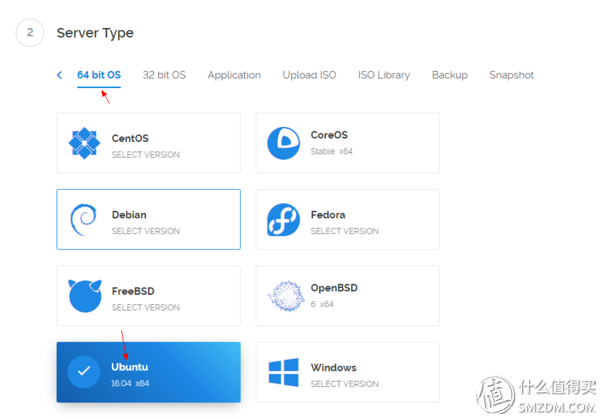 2
Server Type
64 bit OS
32 bit OS
Application
Upload ISO
ISO Library
Backup
Snapshot
CentOS
SELECT VERSION
CoreOS
Stable x64
Debian
SELECT VERSION
Fedora
SELECT VERSION
FreeBSD
SELECT VERSION
OpenBSD
6 x64
Ubuntu
16.04 x64
Windows
SELECT VERSION
值 什么值得买
SMZDM.COM